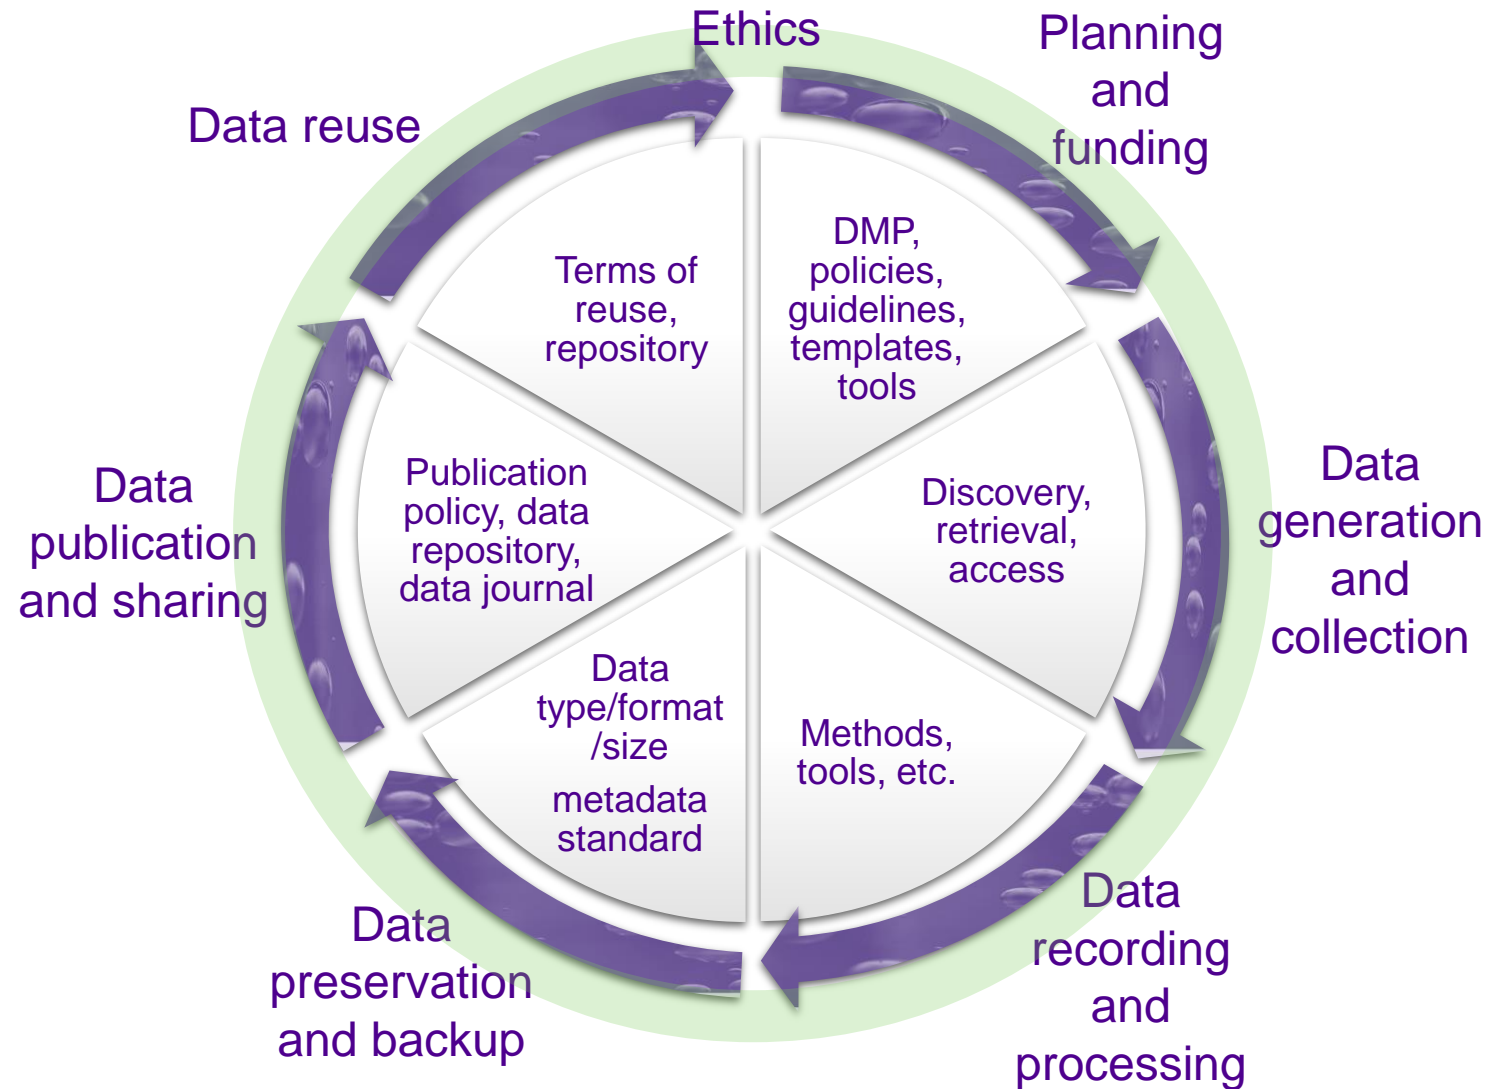 Ethics
Planning
and
funding
DMP,
policies,
guidelines,
templates,
tools
Data
generation
and
collection
Discovery,
retrieval,
access
Data
recording
and
processing
Methods,
tools, etc.
Data
preservation
and backup
Data
type/format
/size
metadata
standard
Data
publication
and sharing
Publication
policy, data
repository,
data journal
Data reuse
Terms of
reuse,
repository